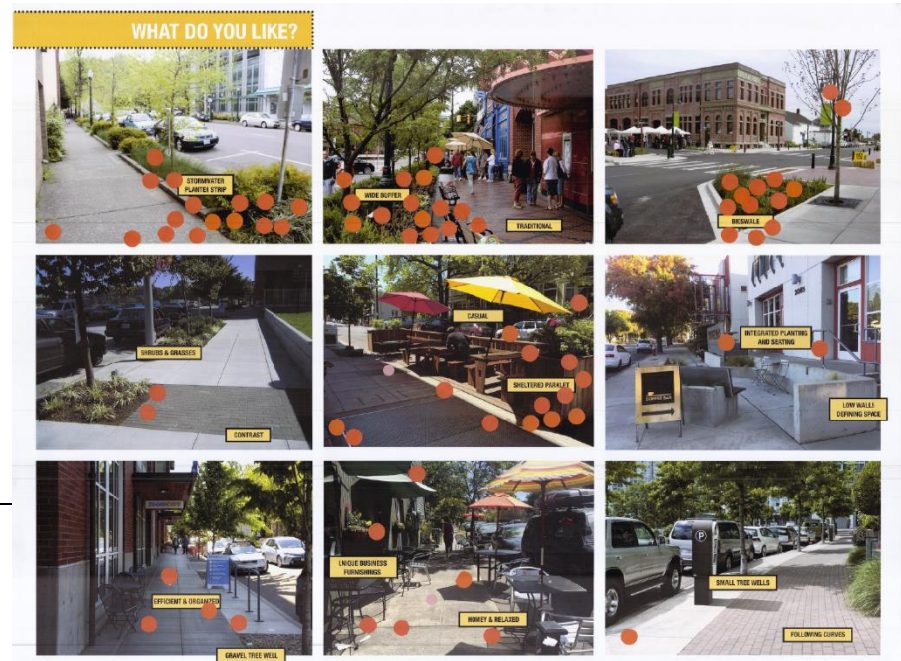 WHAT DO YOU LIKE?
STORMWATER
PLANTER STRIP
WIDE BUFFER
TRADITIONAL
BIOSWALE
SHRUBS & GRASSES
CONTRAST
CASUAL
SHELTERED PARKLET
INTEGRATED PLANTING
AND SEATING
LOW WALLS
DEFINING SPACE
EFFICIENT & ORGANIZED
GRAVEL TREE WELL
UNIQUE BUSINESS
FURNISHINGS
HOMEY & RELAXED
P
SMALL TREE WELLS
FOLLOWING CURVES